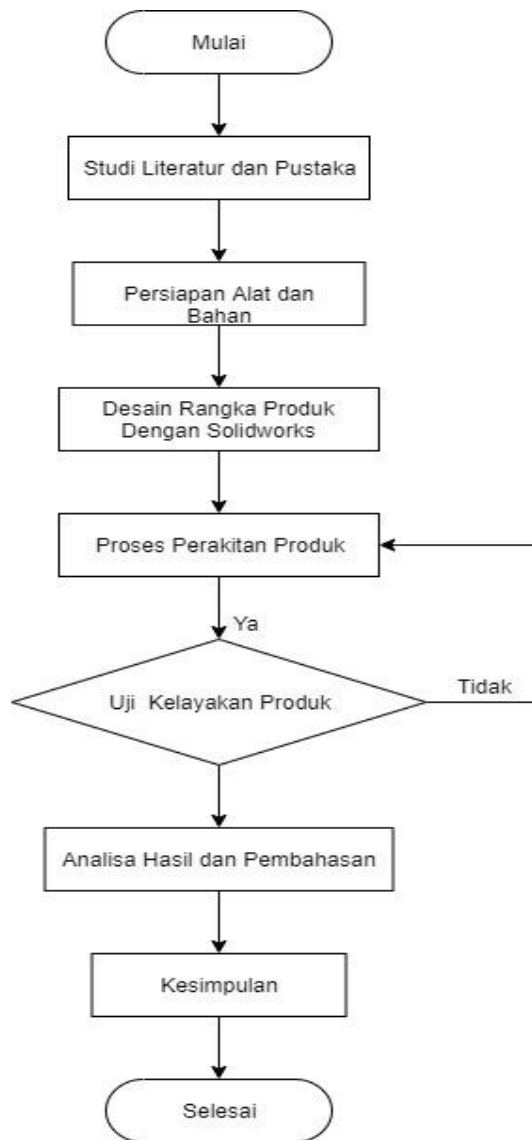 Mulai
Studi Literatur dan Pustaka
Persiapan Alat dan
Bahan
Desain Rangka Produk
Dengan Solidworks
Proses Perakitan Produk
Ya
Uji Kelayakan Produk
Tidak
Analisa Hasil dan Pembahasan
Kesimpulan
Selesai